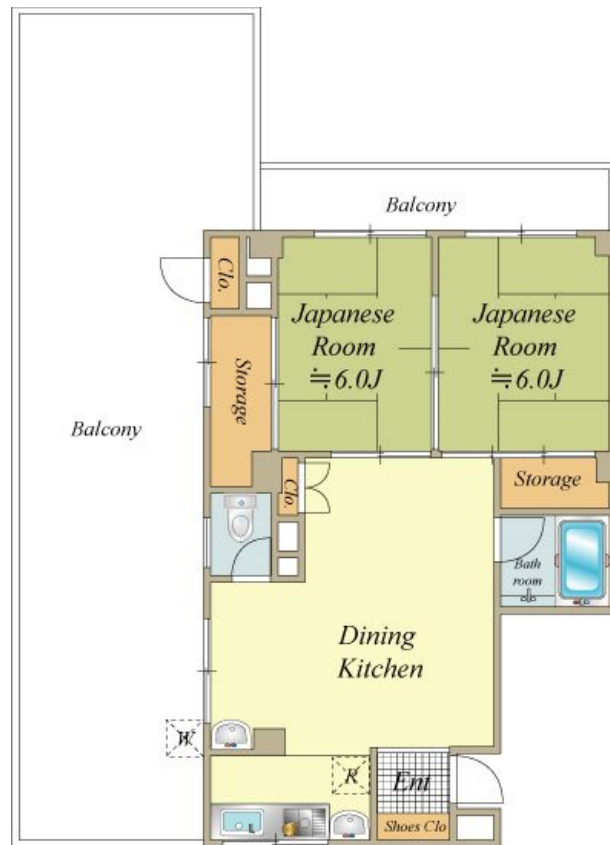 Balcony
Clo.
Japanese
Room
≒6.0J
Japanese
Room
≒6.0J
Storage
Balcony
Clo.
Storage
Bath
room
Dining
Kitchen
W
R
Ent
Shoes Clo